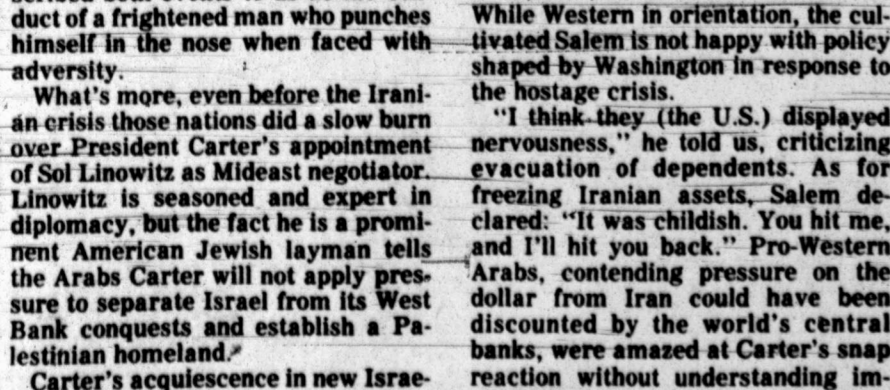 duct of a frightened man who punches
himself in the nose when faced with
adversity.
What's more, even before the Irani-
an crisis those nations did a slow burn
over President Carter's appointment
of Sol Linowitz as Mideast negotiator.
Linowitz is seasoned and expert in
diplomacy, but the fact he is a promi-
nent American Jewish layman tells
the Arabs Carter will not apply pres-
sure to separate Israel from its West
Bank conquests and establish a Pa-
lestinian homeland.
Carter's acquiescence in new Israe-
While Western in orientation, the cul-
tivated Salem is not happy with policy
shaped by Washington in response to
the hostage crisis.
"I think they (the U.S.) displayed
nervousness," he told us, criticizing
evacuation of dependents. As for
freezing Iranian assets, Salem de-
clared: "It was childish. You hit me,
and I'll hit you back." Pro-Western
Arabs, contending pressure on the
dollar from Iran could have been
discounted by the world's central
banks, were amazed at Carter's snap
reaction without understanding im-